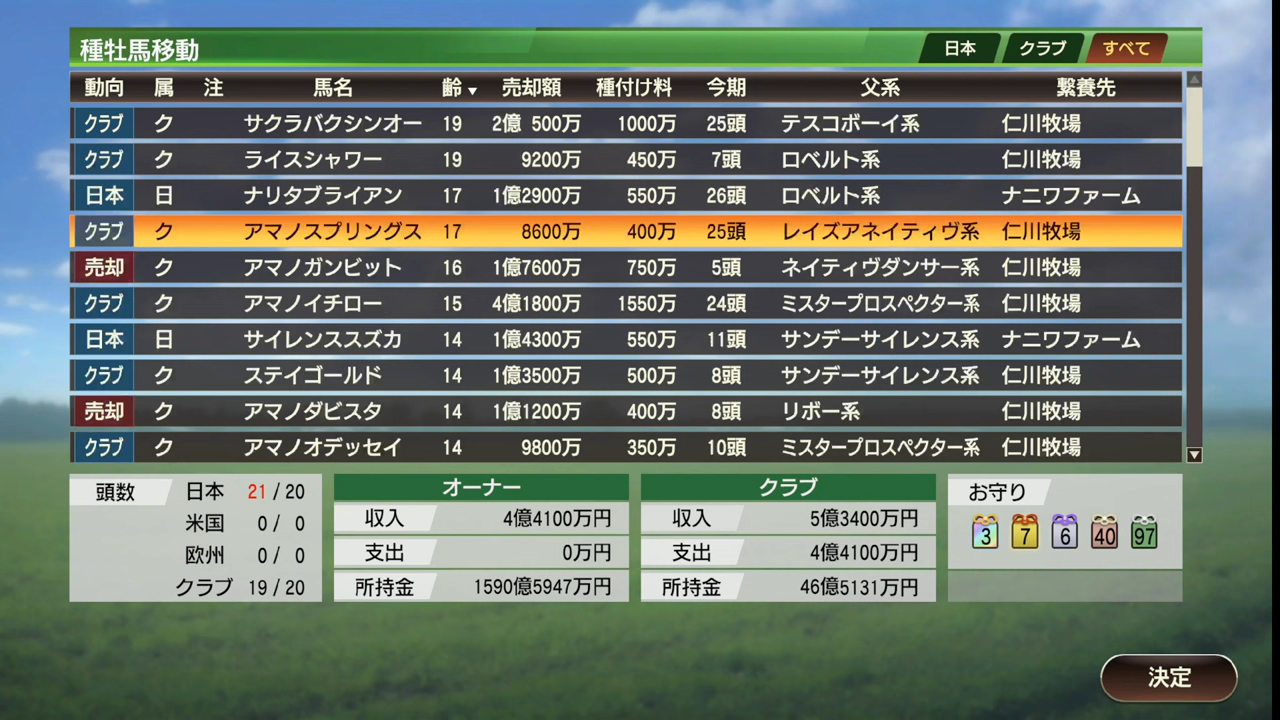 種牡馬移動 日本 クラブ すべて
動向 属 注 馬名 齢▼ 売却額 種付け料 今期 父系 繋養先
クラブ ク サクラバクシンオー 19 2億 500万 1000万 25頭 テスコボーイ系 仁川牧場
クラブ ク ライスシャワー 19 9200万 450万 7頭 ロベルト系 仁川牧場
日本 日 ナリタブライアン 17 1億2900万 550万 26頭 ロベルト系 ナニワファーム
クラブ ク アマノスプリングス 17 8600万 400万 25頭 レイズアネイティヴ系 仁川牧場
売却 ク アマノガンビット 16 1億7600万 750万 5頭 ネイティヴダンサー系 仁川牧場
クラブ ク アマノイチロー 15 4億1800万 1550万 24頭 ミスタープロスペクター系 仁川牧場
日本 日 サイレンススズカ 14 1億4300万 550万 11頭 サンデーサイレンス系 ナニワファーム
クラブ ク ステイゴールド 14 1億3500万 500万 8頭 サンデーサイレンス系 仁川牧場
売却 ク アマノダビスタ 14 1億1200万 400万 8頭 リボー系 仁川牧場
クラブ ク アマノオデッセイ 14 9800万 350万 10頭 ミスタープロスペクター系 仁川牧場
頭数 日本 21 / 20
米国 0 / 0
欧州 0 / 0
クラブ 19 / 20
オーナー
収入 4億4100万円
支出 0万円
所持金 1590億5947万円
クラブ
収入 5億3400万円
支出 4億4100万円
所持金 46億5131万円
お守り
3 7 6 40 97
決定